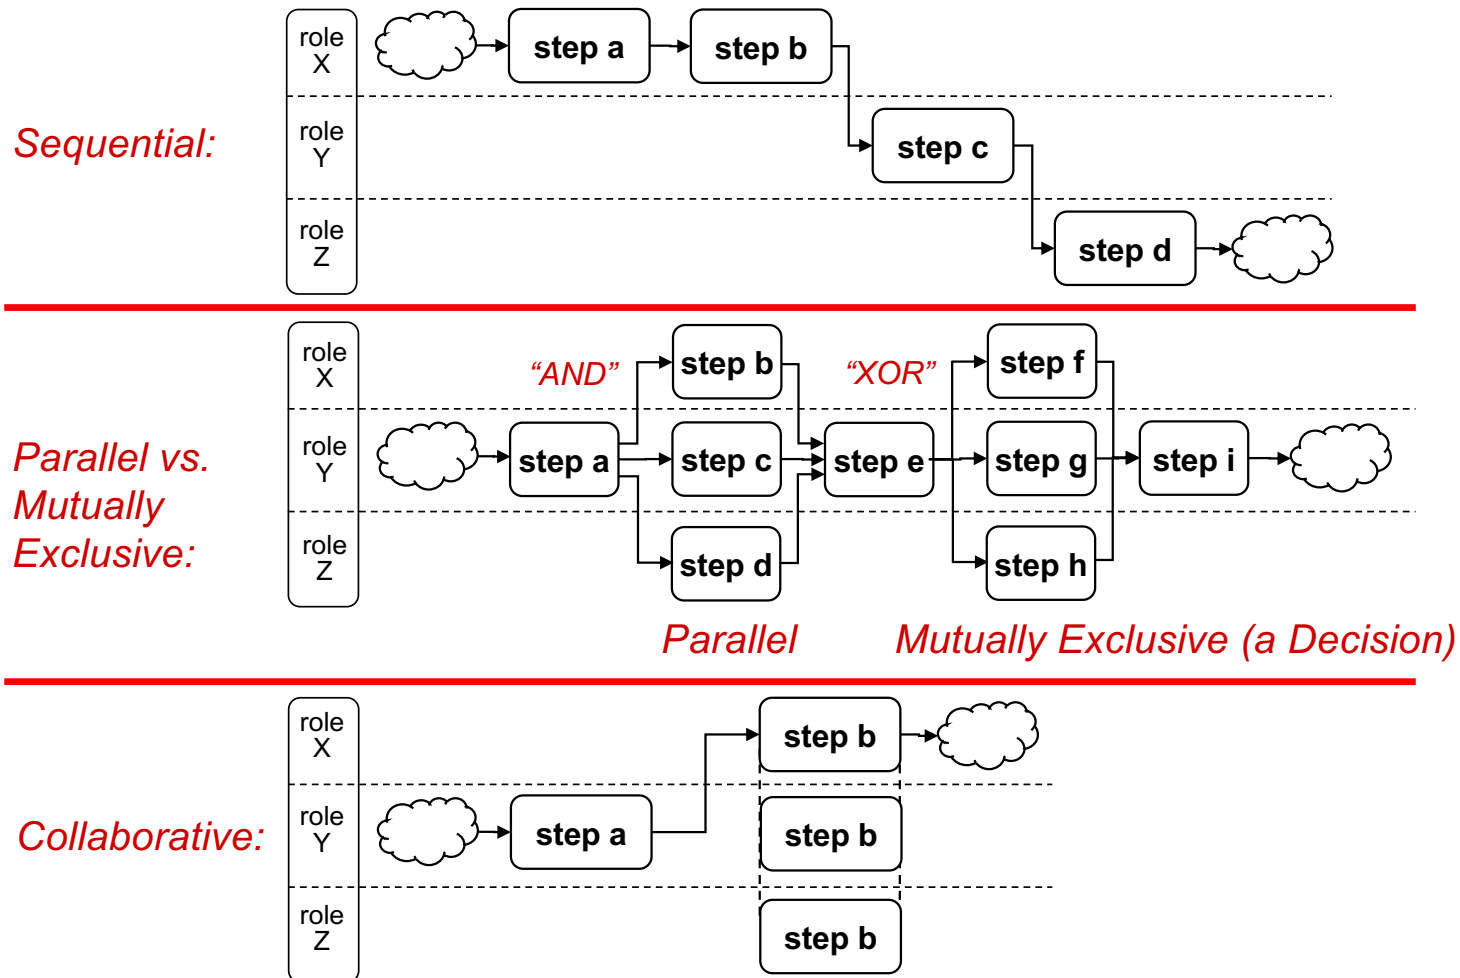 role
X
step a
step b
Sequential:
role
Y
step c
role
Z
step d
role
X
“AND”
step b
“XOR”
step f
Parallel vs.
Mutually
Exclusive:
role
Y
step a
step c
step e
step g
step i
role
Z
step d
step h
Parallel
Mutually Exclusive (a Decision)
role
X
step b
Collaborative:
role
Y
step a
step b
role
Z
step b